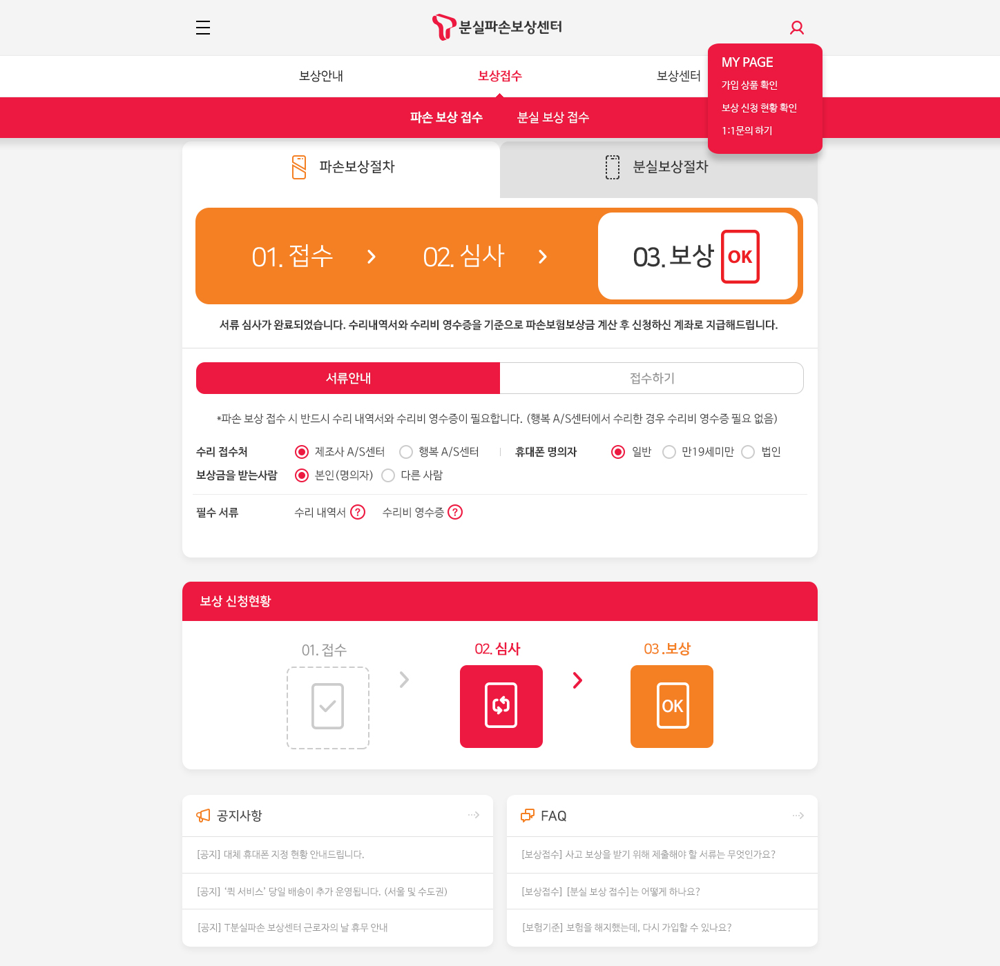 분실파손보상센터
보상안내
보상접수
보상센터
MY PAGE
가입 상품 확인
보상 신청 현황 확인
1:1문의 하기
파손 보상 접수
분실 보상 접수
파손보상절차
분실보상절차
01. 접수
02. 심사
03. 보상
OK
서류 심사가 완료되었습니다. 수리내역서와 수리비 영수증을 기준으로 파손보험보상금 계산 후 신청하신 계좌로 지급해드립니다.
서류안내
접수하기
*파손 보상 접수 시 반드시 수리 내역서와 수리비 영수증이 필요합니다. (행복 A/S센터에서 수리한 경우 수리비 영수증 필요 없음)
수리 접수처
제조사 A/S센터
행복 A/S센터
휴대폰 명의자
일반
만19세미만
법인
보상금을 받는사람
본인(명의자)
다른 사람
필수 서류
수리 내역서 ?
수리비 영수증 ?
보상 신청현황
01. 접수
02. 심사
03 .보상
OK
공지사항
[공지] 대체 휴대폰 지정 현황 안내드립니다.
[공지] ‘퀵 서비스’ 당일 배송이 추가 운영됩니다. (서울 및 수도권)
[공지] T분실파손 보상센터 근로자의 날 휴무 안내
FAQ
[보상접수] 사고 보상을 받기 위해 제출해야 할 서류는 무엇인가요?
[보상접수] [분실 보상 접수]는 어떻게 하나요?
[보험기준] 보험을 해지했는데, 다시 가입할 수 있나요?